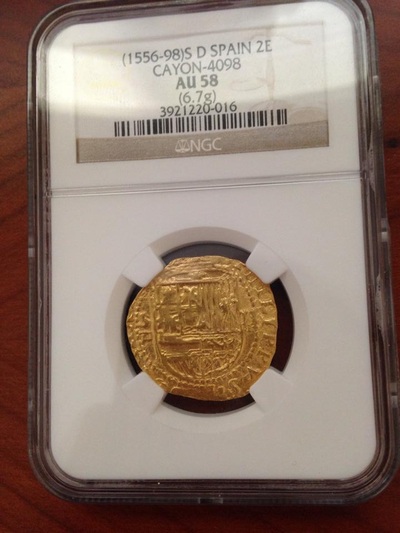 (1556-98)S D SPAIN 2E
CAYON-4098
AU 58
(6.7g)
3921220-016
NGC